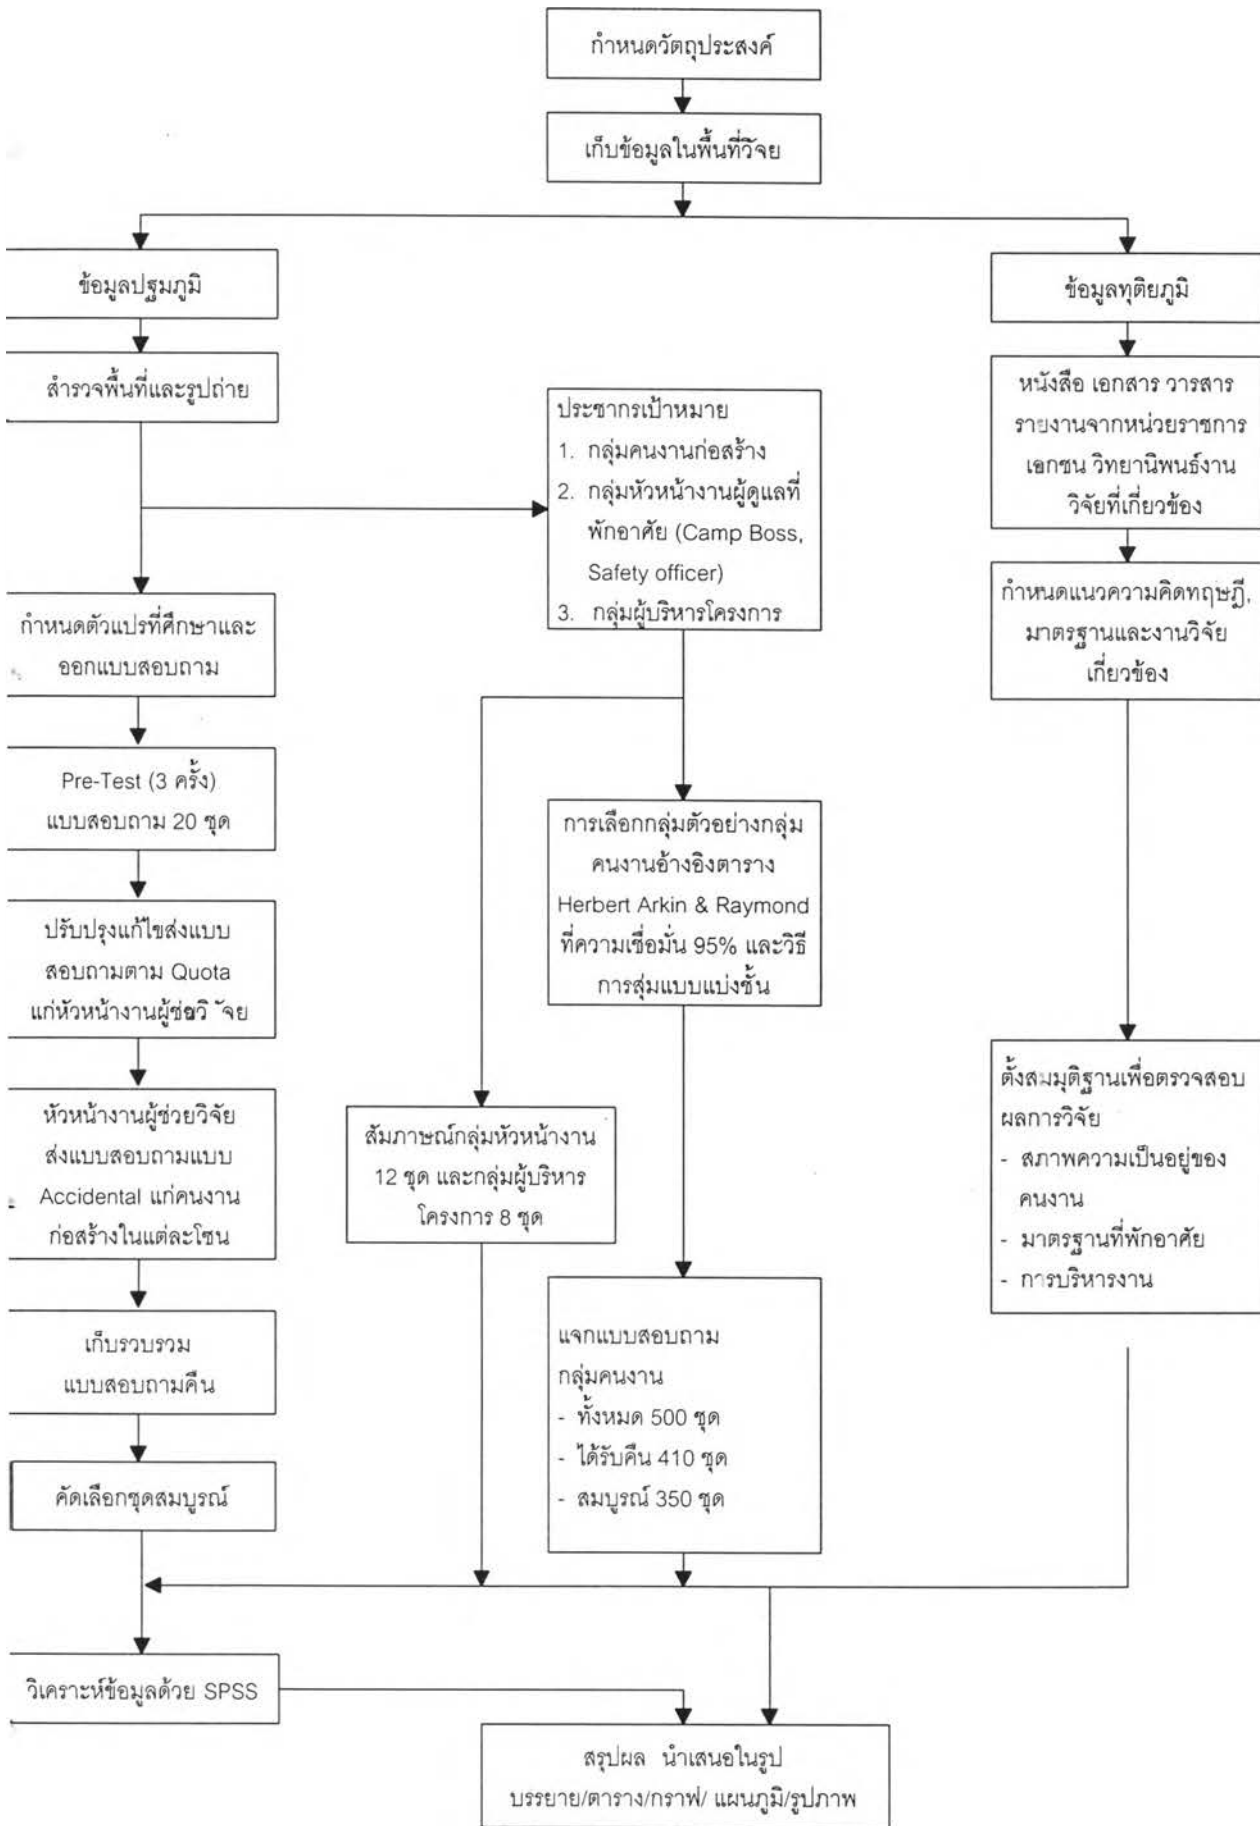 กำหนดวัตถุประสงค์
เก็บข้อมูลในพื้นที่วิจัย
ข้อมูลปฐมภูมิ
สำรวจพื้นที่และรูปถ่าย
กำหนดตัวแปรที่ศึกษาและ
ออกแบบสอบถาม
Pre-Test (3 ครั้ง)
แบบสอบถาม 20 ชุด
ปรับปรุงแก้ไขส่งแบบ
สอบถามตาม Quota
แก่หัวหน้างานผู้ช่วยวิจัย
หัวหน้างานผู้ช่วยวิจัย
ส่งแบบสอบถามแบบ
Accidental แก่คนงาน
ก่อสร้างในแต่ละโซน
เก็บรวบรวม
แบบสอบถามคืน
คัดเลือกชุดสมบูรณ์
วิเคราะห์ข้อมูลด้วย SPSS
ประชากรเป้าหมาย
1. กลุ่มคนงานก่อสร้าง
2. กลุ่มหัวหน้างานผู้ดูแลที่
พักอาศัย (Camp Boss,
Safety officer)
3. กลุ่มผู้บริหารโครงการ
สัมภาษณ์กลุ่มหัวหน้างาน
12 ชุด และกลุ่มผู้บริหาร
โครงการ 8 ชุด
การเลือกกลุ่มตัวอย่างกลุ่ม
คนงานอ้างอิงตาราง
Herbert Arkin & Raymond
ที่ความเชื่อมั่น 95% และวิธี
การสุ่มแบบแบ่งชั้น
แจกแบบสอบถาม
กลุ่มคนงาน
- ทั้งหมด 500 ชุด
- ได้รับคืน 410 ชุด
- สมบูรณ์ 350 ชุด
ข้อมูลทุติยภูมิ
หนังสือ เอกสาร วารสาร
รายงานจากหน่วยราชการ
เอกชน วิทยานิพนธ์งาน
วิจัยที่เกี่ยวข้อง
กำหนดแนวความคิดทฤษฎี,
มาตรฐานและงานวิจัย
เกี่ยวข้อง
ตั้งสมมุติฐานเพื่อตรวจสอบ
ผลการวิจัย
- สภาพความเป็นอยู่ของ
คนงาน
- มาตรฐานที่พักอาศัย
- การบริหารงาน
สรุปผล นำเสนอในรูป
บรรยาย/ตาราง/กราฟ/ แผนภูมิ/รูปภาพ